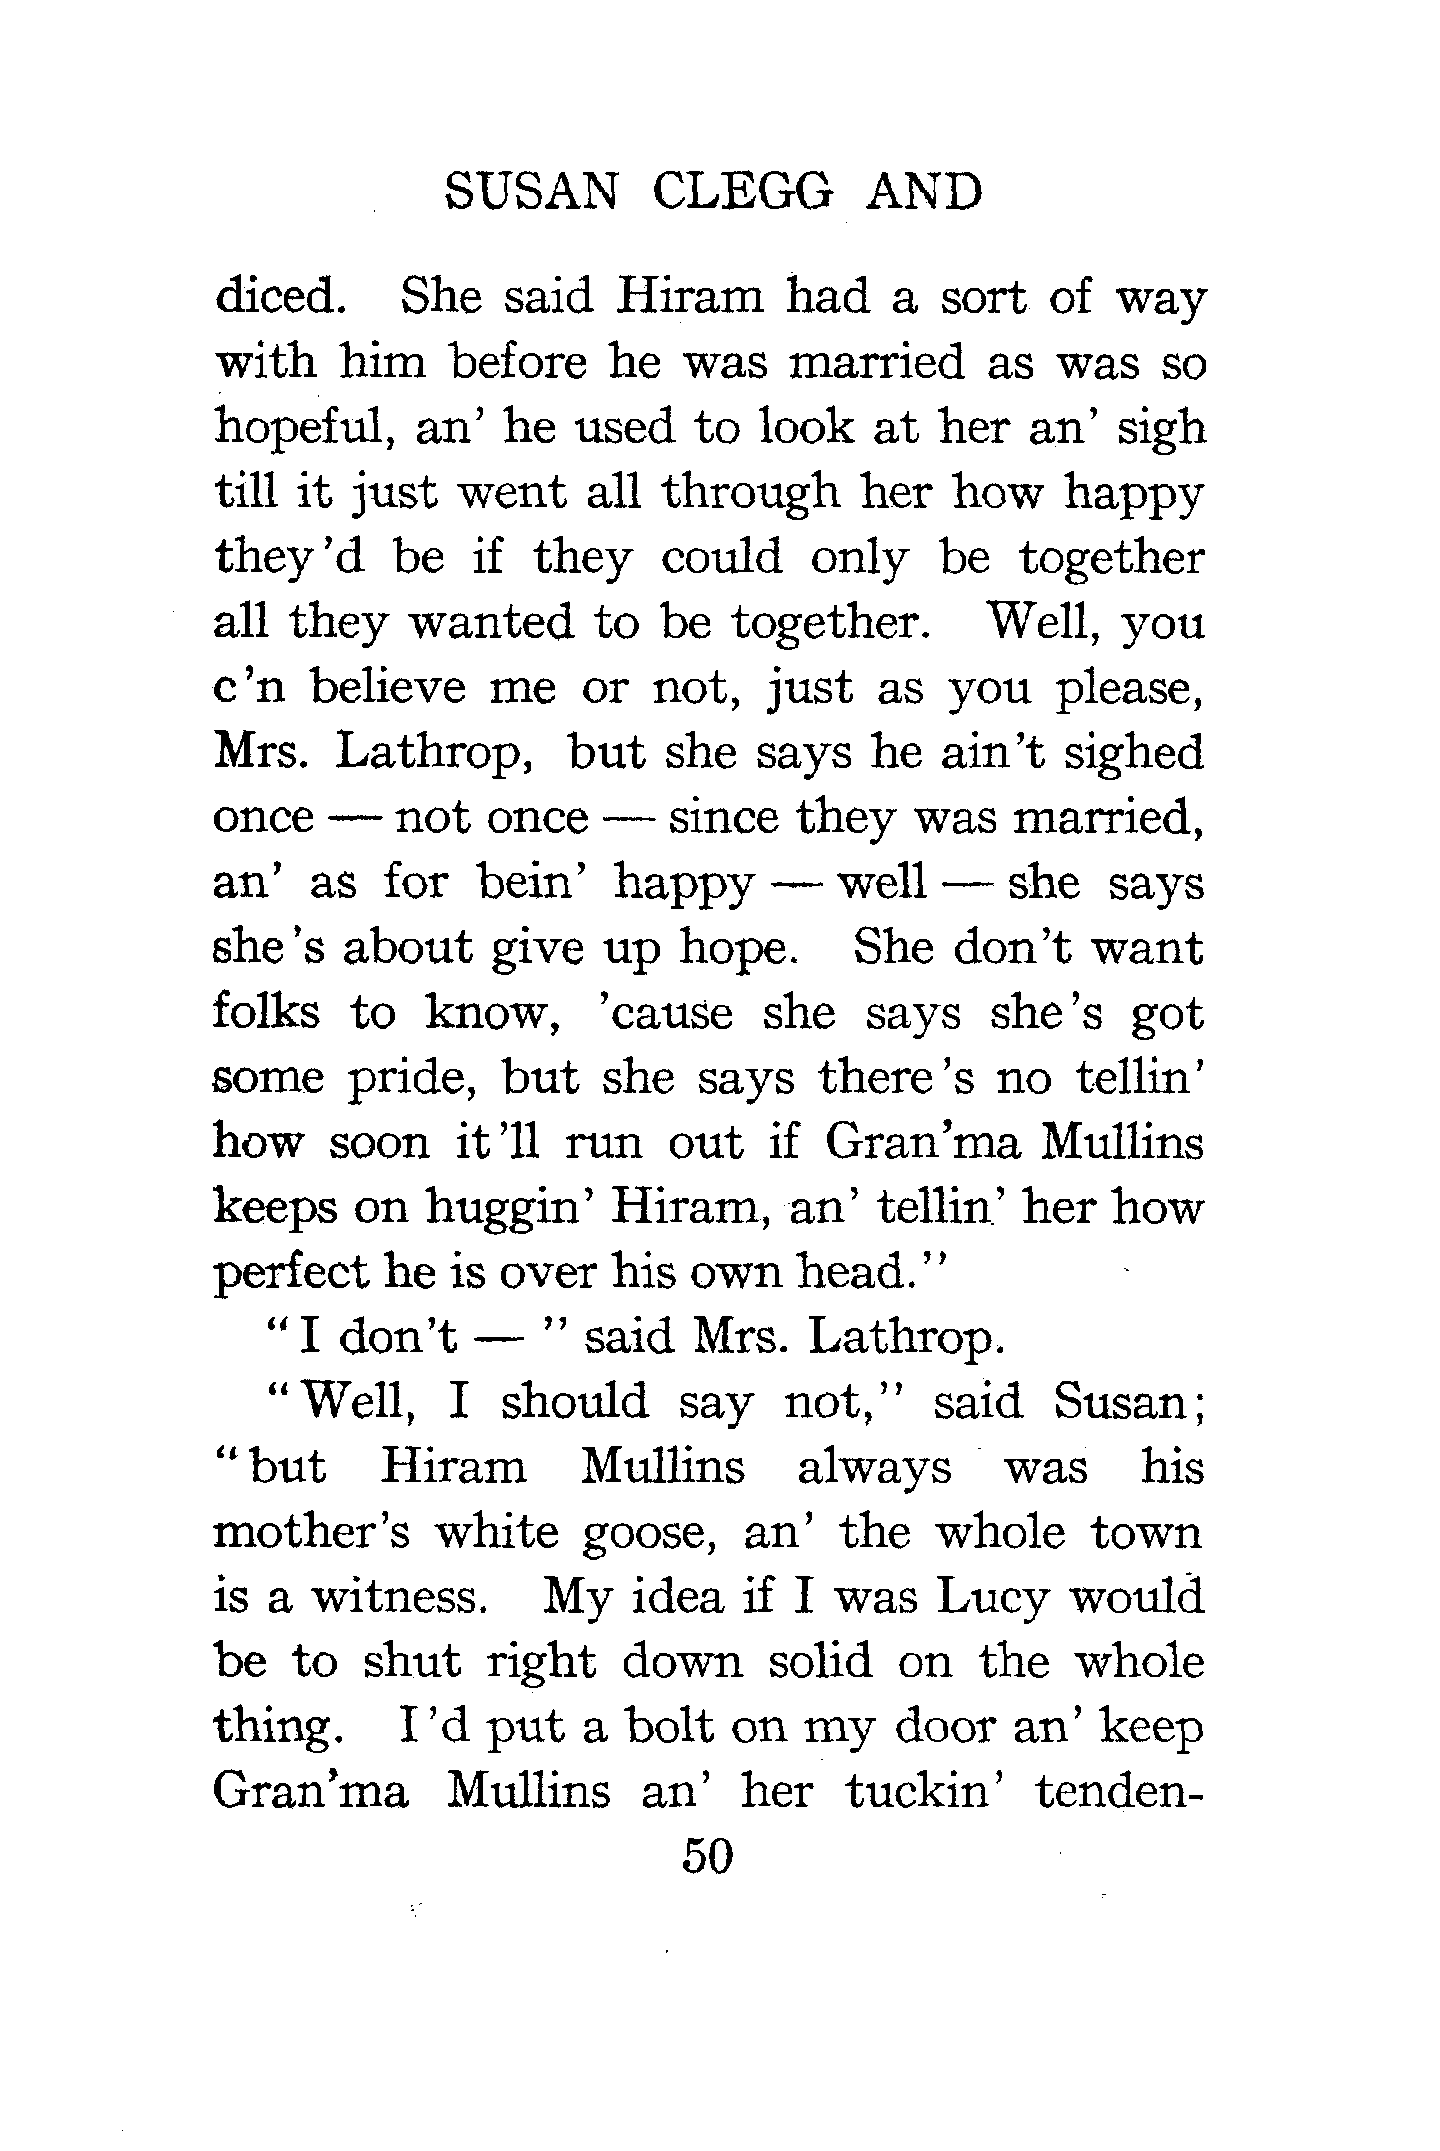 SUSAN CLEGG AND
diced. She said Hiram had a sort of way
with him before he was married as was so
hopeful, an' he used to look at her an' sigh
till it just went all through her how happy
they'd be if they could only be together
all they wanted to be together. Well, you
c'n believe me or not, just as you please,
Mrs. Lathrop, but she says he ain't sighed
once — not once — since they was married,
an' as for bein' happy — well — she says
she's about give up hope. She don't want
folks to know, 'cause she says she's got
some pride, but she says there's no tellin'
how soon it'll run out if Gran'ma Mullins
keeps on huggin' Hiram, an' tellin' her how
perfect he is over his own head."
"I don't — " said Mrs. Lathrop.
"Well, I should say not," said Susan;
"but Hiram Mullins always was his
mother's white goose, an' the whole town
is a witness. My idea if I was Lucy would
be to shut right down solid on the whole
thing. I'd put a bolt on my door an' keep
Gran'ma Mullins an' her tuckin' tenden-
50